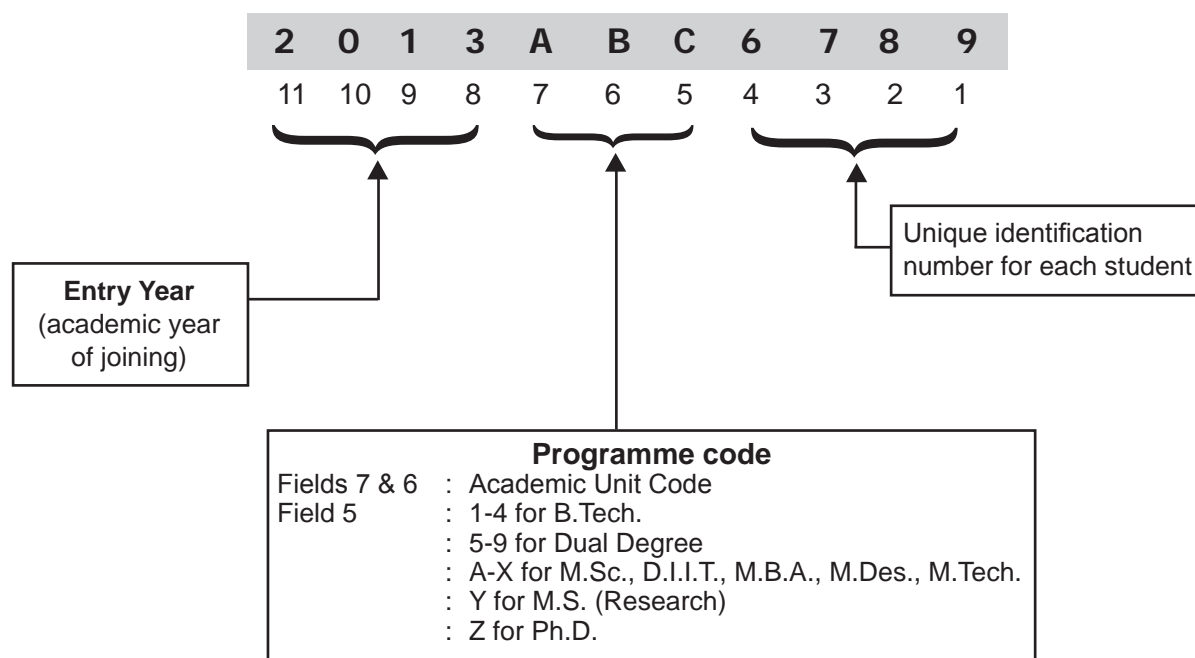 2 0 1 3 A B C 6 7 8 9
11 10 9 8 7 6 5 4 3 2 1
Unique identification
number for each student
Entry Year
(academic year
of joining)
Programme code
Fields 7 & 6 : Academic Unit Code
Field 5 : 1-4 for B.Tech.
: 5-9 for Dual Degree
: A-X for M.Sc., D.I.I.T., M.B.A., M.Des., M.Tech.
: Y for M.S. (Research)
: Z for Ph.D.